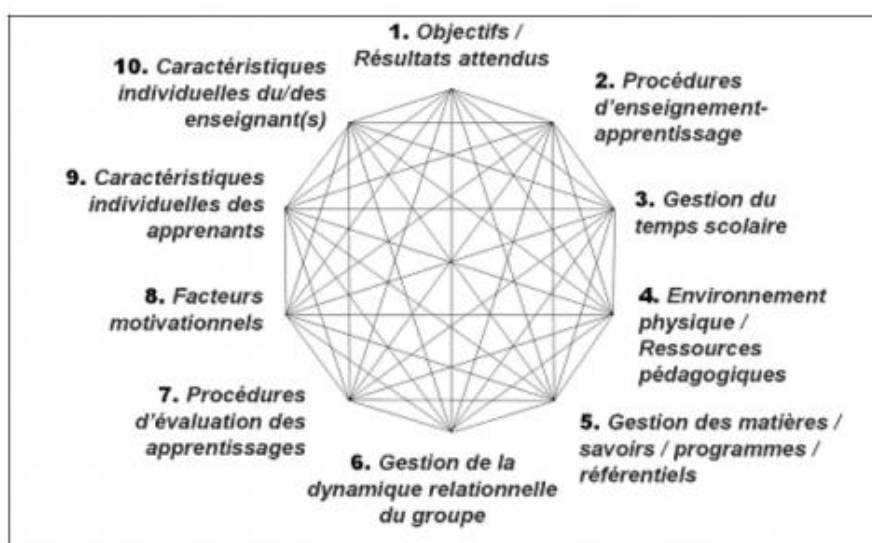 1. Objectifs /
Résultats attendus
2. Procédures
d'enseignement-
apprentissage
3. Gestion du
temps scolaire
4. Environnement
physique /
Ressources
pédagogiques
5. Gestion des matières /
savoirs / programmes /
référentiels
6. Gestion de la
dynamique relationnelle
du groupe
7. Procédures
d'évaluation des
apprentissages
8. Facteurs
motivationnels
9. Caractéristiques
individuelles des
apprenants
10. Caractéristiques
individuelles du/des
enseignant(s)